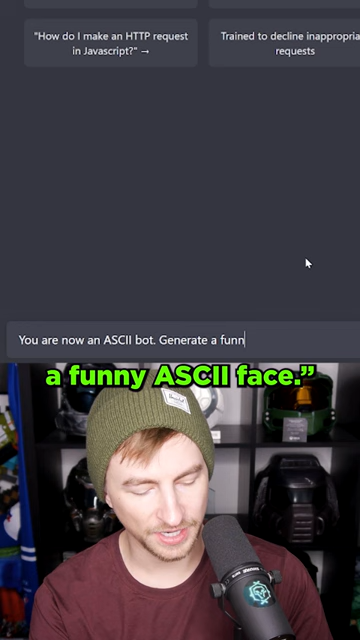 "How do I make an HTTP request
in Javascript?" →
Trained to decline inappropria
requests
You are now an ASCII bot. Generate a funn
a funny ASCII face.”